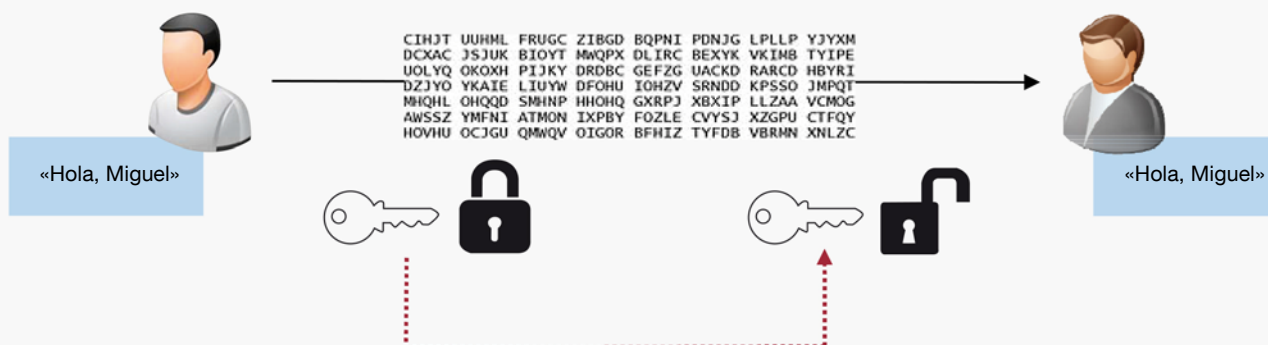 CIHJT UUHML FRUGC ZIBGD BQPNI PDNJG LPLLP YJYXM
DCXAC JSJUK BIOYT MWQPX DLIRC BEXYK VKIMB TYIPE
UOLYQ OKOXH PIJKY DRDBC GEFZG UACKD RARCD HBYRI
DZJYO YKAIE LIUYW DFOHU IOHZV SRNDD KPSSO JMPQT
MHQHL OHQQD SMHNP HHOHQ GXRPJ XBXIP LLZAA VCMOG
AWSSZ YMFNI ATMON IXPBY FOZLE CVYSJ XZGPU CTFQY
HOVHU OCJGU QMWQV OIGOR BFHIZ TYFDB VBRMN XNLZC
«Hola, Miguel»
«Hola, Miguel»